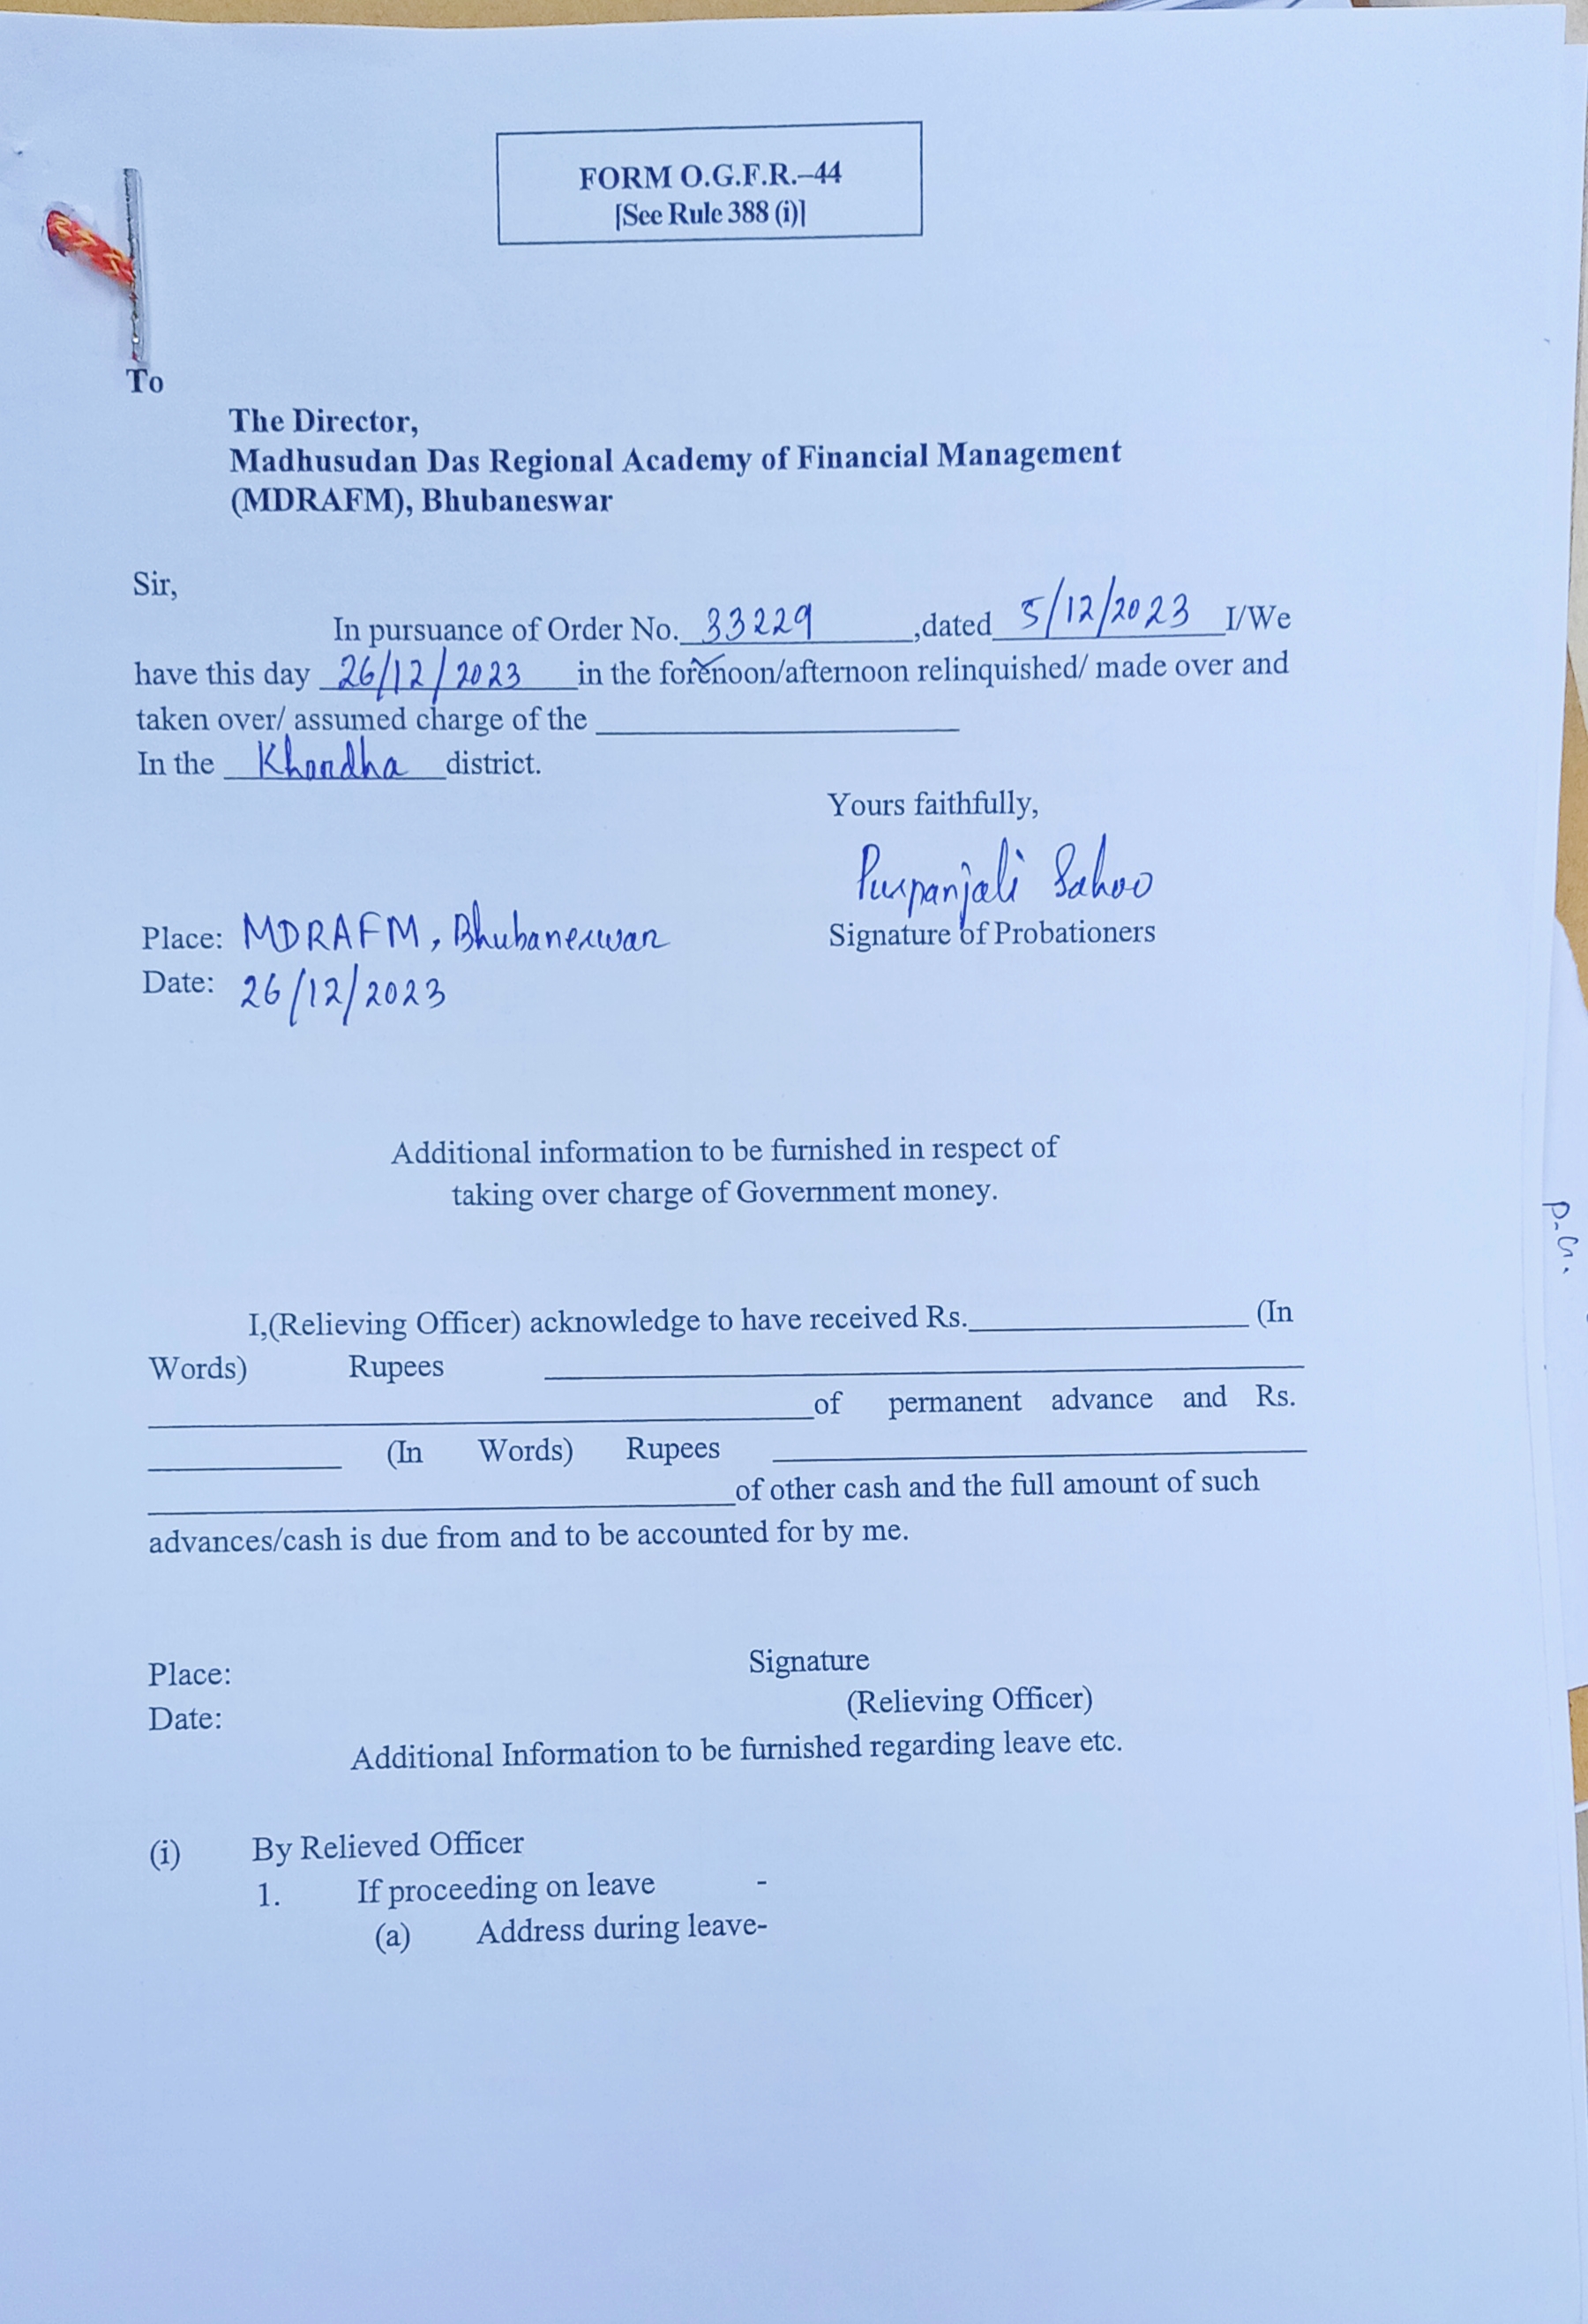 FORM O.G.F.R.–44
[See Rule 388 (i)]
To
The Director,
Madhusudan Das Regional Academy of Financial Management
(MDRAFM), Bhubaneswar
Sir,
In pursuance of Order No. 33229 ,dated 5/12/2023 I/We
have this day 26/12/2023 in the forenoon/afternoon relinquished/ made over and
taken over/ assumed charge of the
In the Khordha district.
Yours faithfully,
Puspanjali Sahoo
Signature of Probationers
Place: MDRAFM, Bhubaneswar
Date: 26/12/2023
Additional information to be furnished in respect of
taking over charge of Government money.
I,(Relieving Officer) acknowledge to have received Rs. (In
Words) Rupees
of permanent advance and Rs.
(In Words) Rupees
of other cash and the full amount of such
advances/cash is due from and to be accounted for by me.
Place: Signature
Date: (Relieving Officer)
Additional Information to be furnished regarding leave etc.
(i) By Relieved Officer
1. If proceeding on leave -
(a) Address during leave-